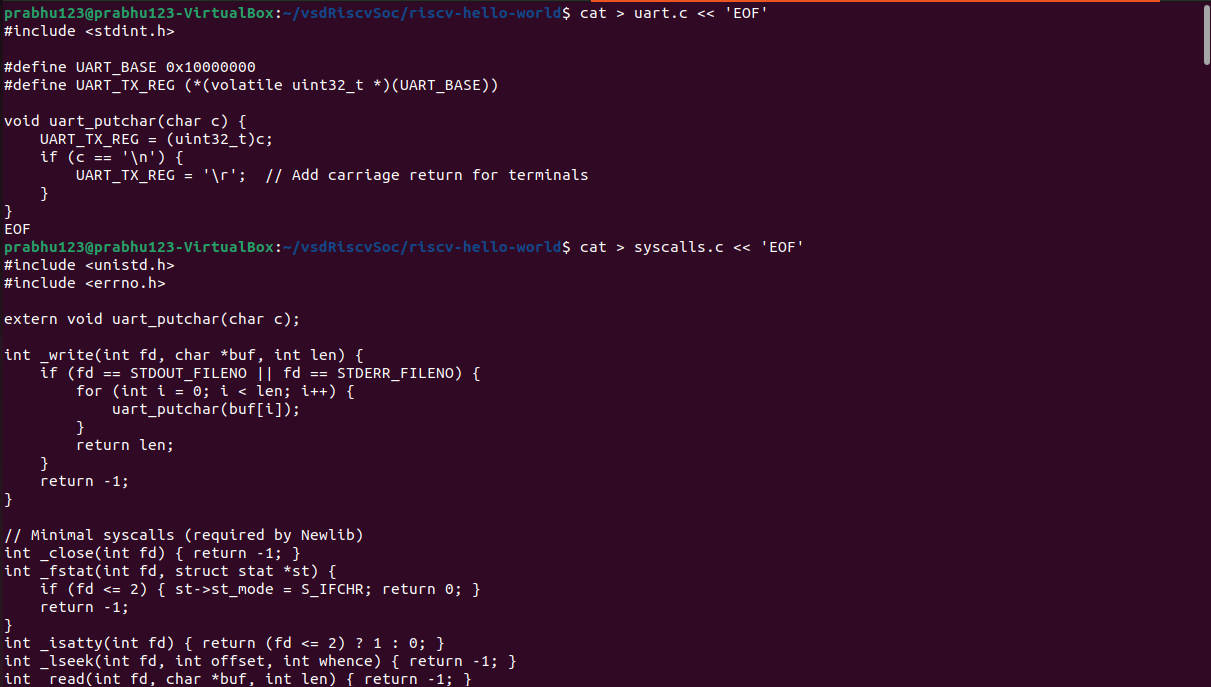 prabhu123@prabhu123-VirtualBox:~/vsdRiscvSoc/riscv-hello-world$ cat > uart.c << 'EOF'
#include <stdint.h>

#define UART_BASE 0x10000000
#define UART_TX_REG (*(volatile uint32_t *)(UART_BASE))

void uart_putchar(char c) {
    UART_TX_REG = (uint32_t)c;
    if (c == '\n') {
        UART_TX_REG = '\r';  // Add carriage return for terminals
    }
}
EOF
prabhu123@prabhu123-VirtualBox:~/vsdRiscvSoc/riscv-hello-world$ cat > syscalls.c << 'EOF'
#include <unistd.h>
#include <errno.h>

extern void uart_putchar(char c);

int _write(int fd, char *buf, int len) {
    if (fd == STDOUT_FILENO || fd == STDERR_FILENO) {
        for (int i = 0; i < len; i++) {
            uart_putchar(buf[i]);
        }
        return len;
    }
    return -1;
}

// Minimal syscalls (required by Newlib)
int _close(int fd) { return -1; }
int _fstat(int fd, struct stat *st) {
    if (fd <= 2) { st->st_mode = S_IFCHR; return 0; }
    return -1;
}
int _isatty(int fd) { return (fd <= 2) ? 1 : 0; }
int _lseek(int fd, int offset, int whence) { return -1; }
int _read(int fd, char *buf, int len) { return -1; }